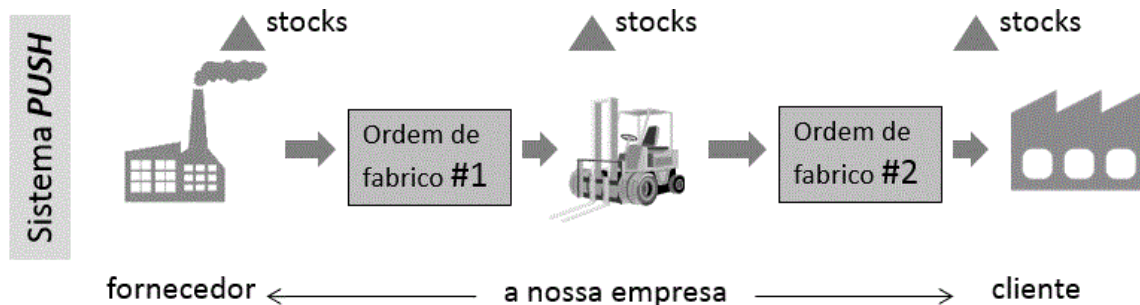 Sistema PUSH
stocks
stocks
stocks
Ordem de
fabrico #1
Ordem de
fabrico #2
fornecedor
a nossa empresa
cliente